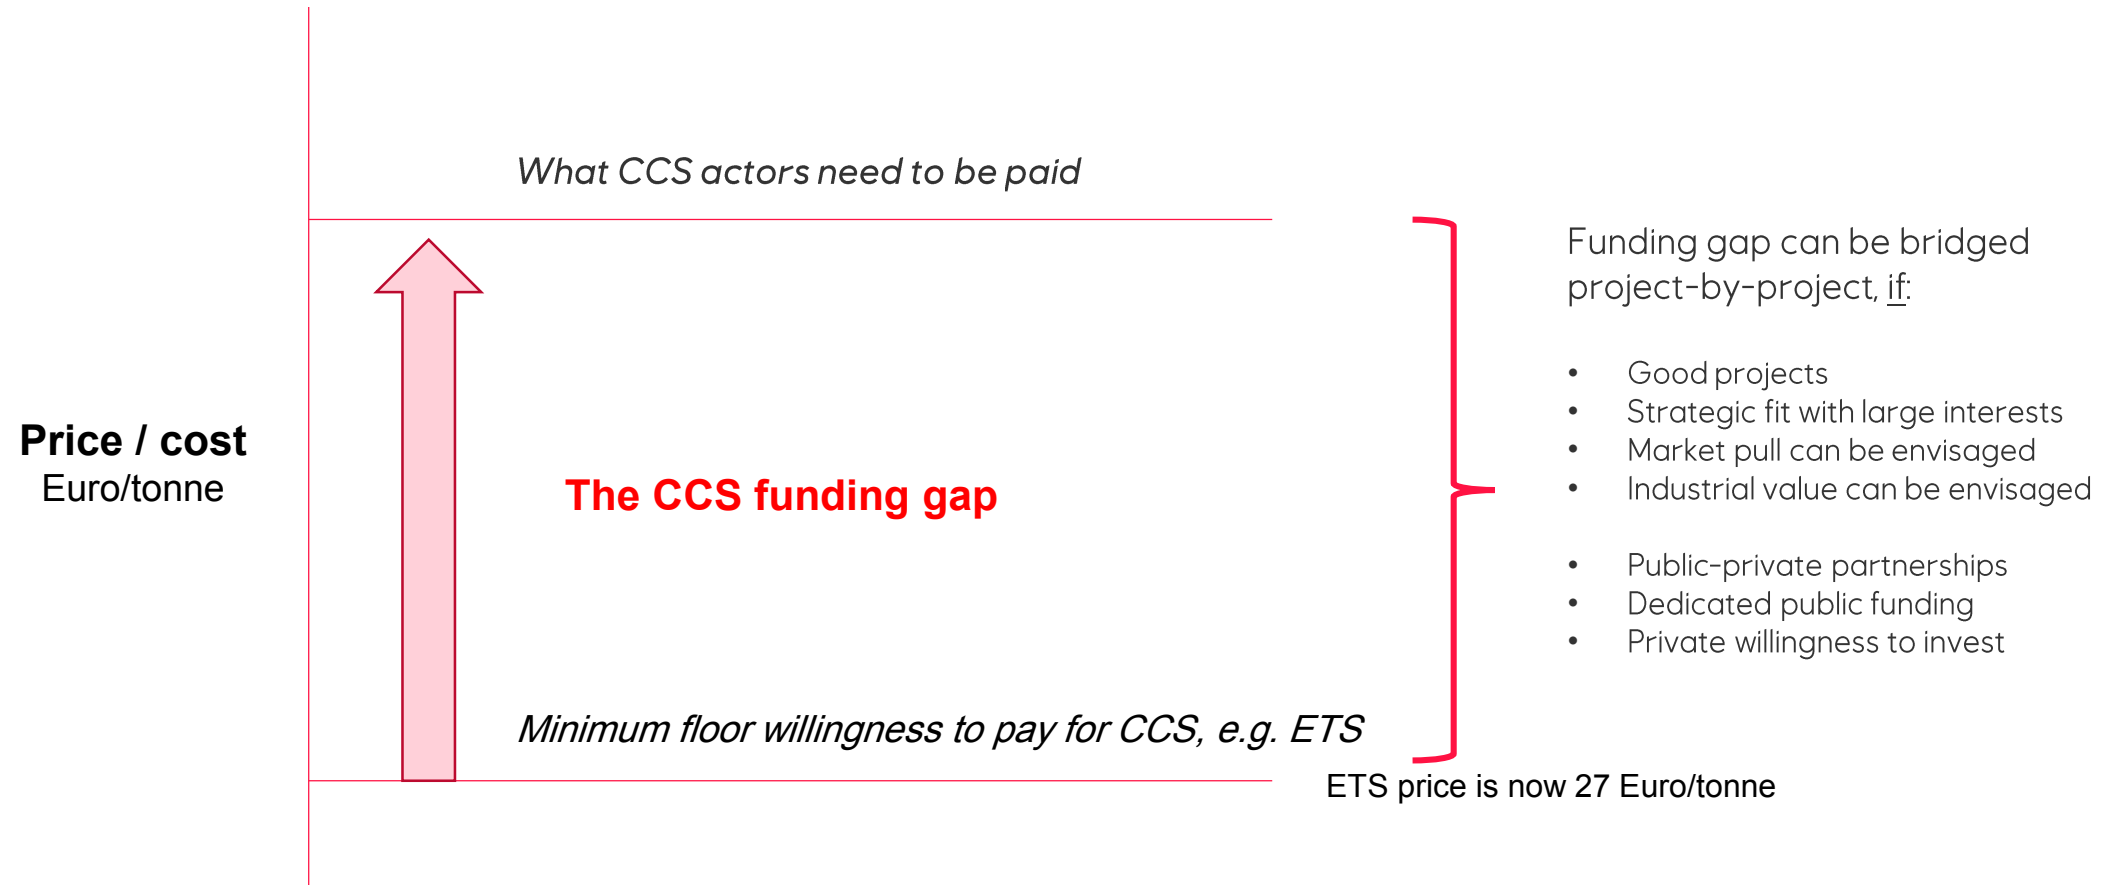 What CCS actors need to be paid
Funding gap can be bridged
project-by-project, if:
• Good projects
• Strategic fit with large interests
• Market pull can be envisaged
• Industrial value can be envisaged
• Public-private partnerships
• Dedicated public funding
• Private willingness to invest
Price / cost
Euro/tonne
The CCS funding gap
Minimum floor willingness to pay for CCS, e.g. ETS
ETS price is now 27 Euro/tonne